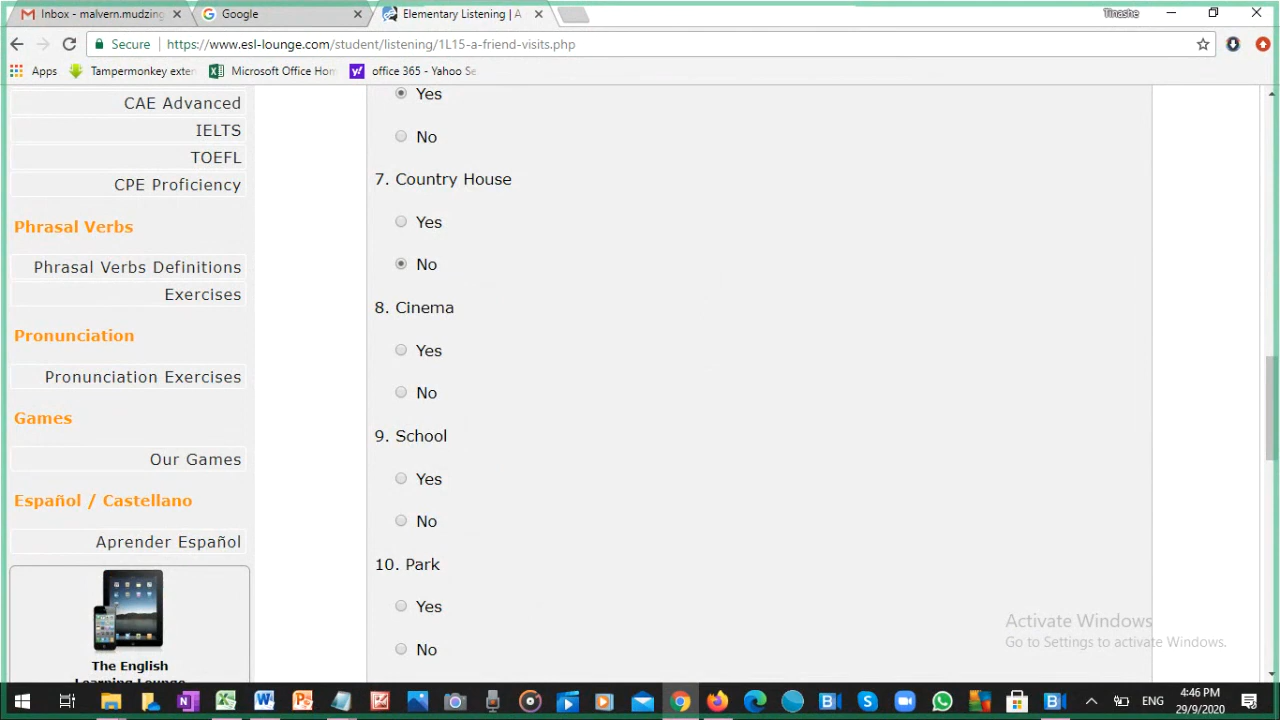 Inbox - malvern.mudzing
Google
Elementary Listening | A
Tinashe
Secure
https://www.esl-lounge.com/student/listening/1L15-a-friend-visits.php
Apps
Tampermonkey exter
Microsoft Office Hom
office 365 - Yahoo Se
CAE Advanced
IELTS
TOEFL
CPE Proficiency
Phrasal Verbs
Phrasal Verbs Definitions
Exercises
Pronunciation
Pronunciation Exercises
Games
Our Games
Español / Castellano
Aprender Español
The English
Learning Lounge
Yes
No
7. Country House
Yes
No
8. Cinema
Yes
No
9. School
Yes
No
10. Park
Yes
No
Activate Windows
Go to Settings to activate Windows.
ENG
4:46 PM
29/9/2020